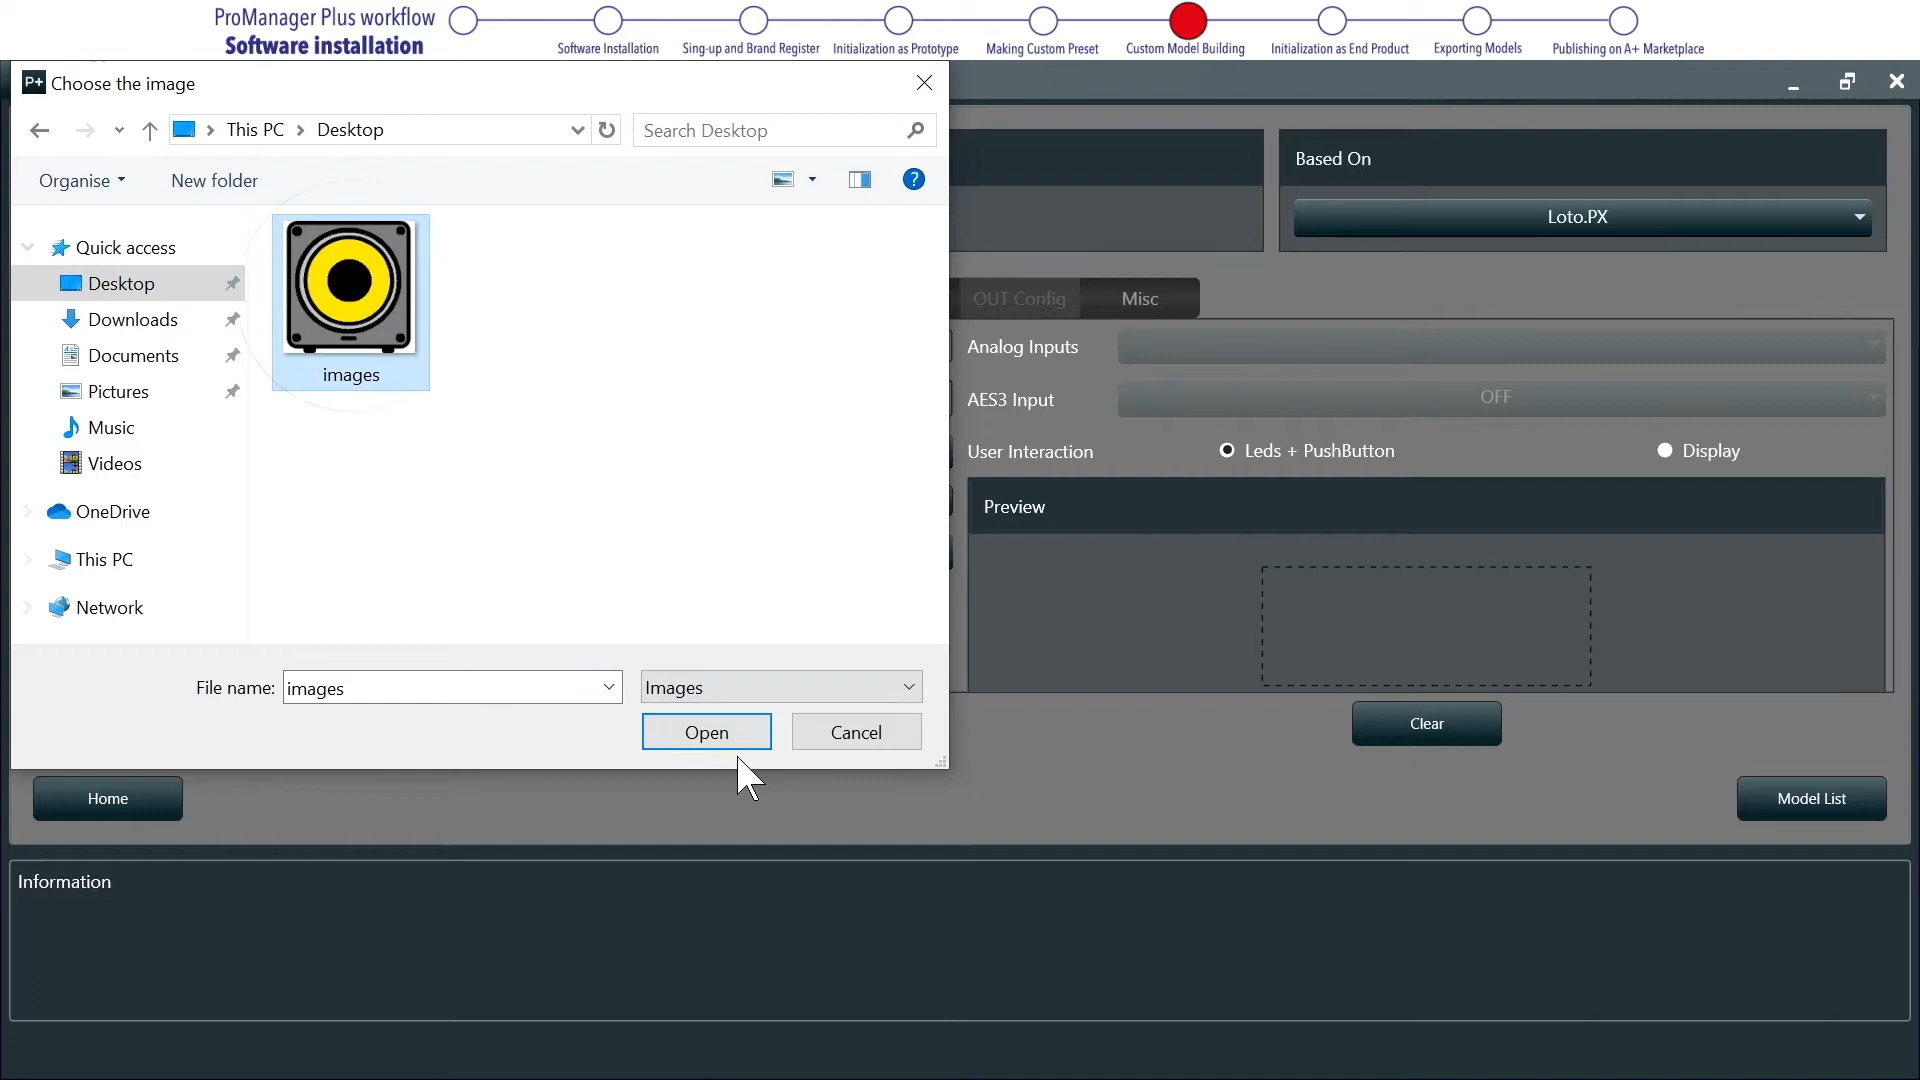 ProManager Plus workflow
Software installation
Software Installation
Sing-up and Brand Register
Initialization as Prototype
Making Custom Preset
Custom Model Building
Initialization as End Product
Exporting Models
Publishing on A+ Marketplace
P+ Choose the image
This PC > Desktop
Search Desktop
Organise
New folder
?
Based On
Loto.PX
Quick access
Desktop
Downloads
Documents
Pictures
Music
Videos
OneDrive
This PC
Network
images
OUT Config
Misc
Analog Inputs
AES3 Input
OFF
User Interaction
Leds + PushButton
Display
Preview
File name: images
Images
Open
Cancel
Clear
Home
Model List
Information